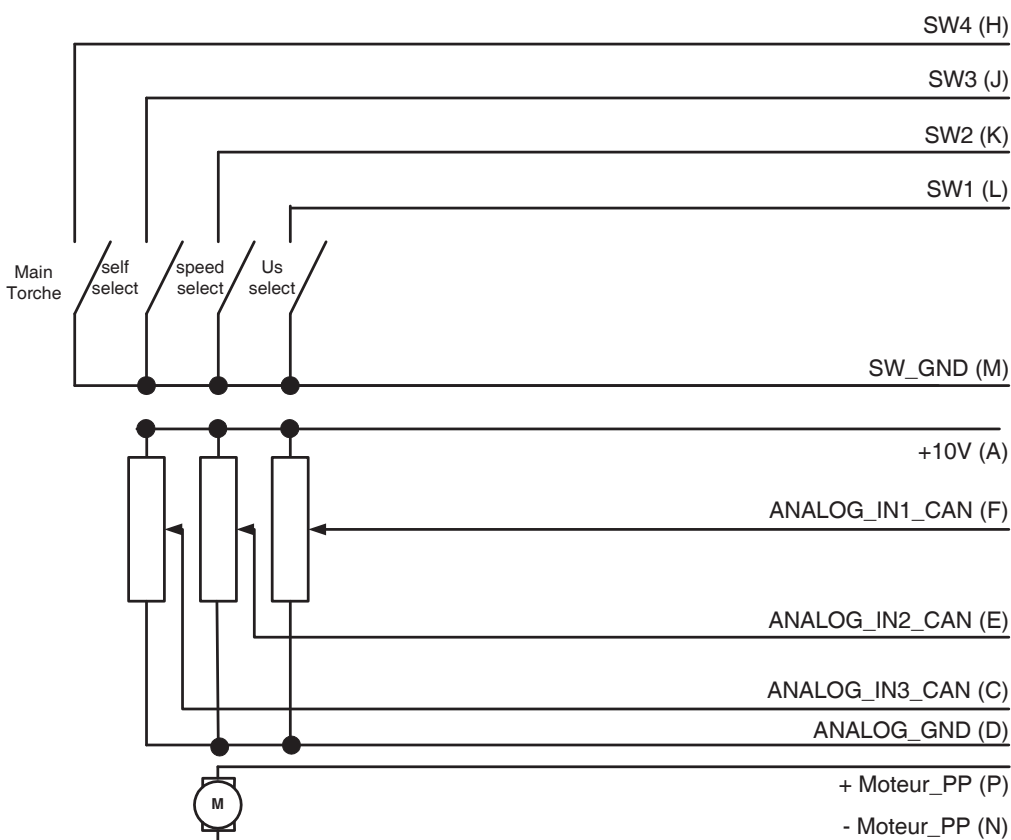 SW4 (H)
SW3 (J)
SW2 (K)
SW1 (L)
Main
Torche
self
select
speed
select
Us
select
SW_GND (M)
+10V (A)
ANALOG_IN1_CAN (F)
ANALOG_IN2_CAN (E)
ANALOG_IN3_CAN (C)
ANALOG_GND (D)
M
+ Moteur_PP (P)
- Moteur_PP (N)